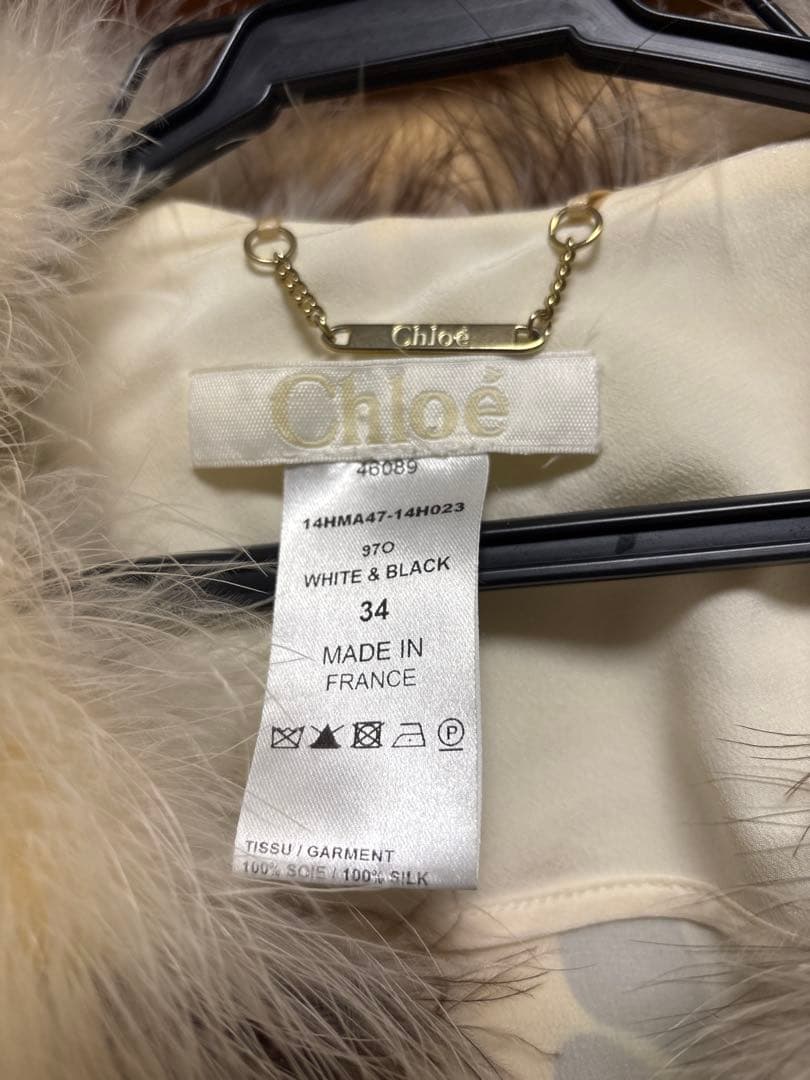 Chloé
Chloé
46089
14HMA47-14H023
97O
WHITE & BLACK
34
MADE IN
FRANCE
P
TISSU / GARMENT
100% SOIE / 100% SILK